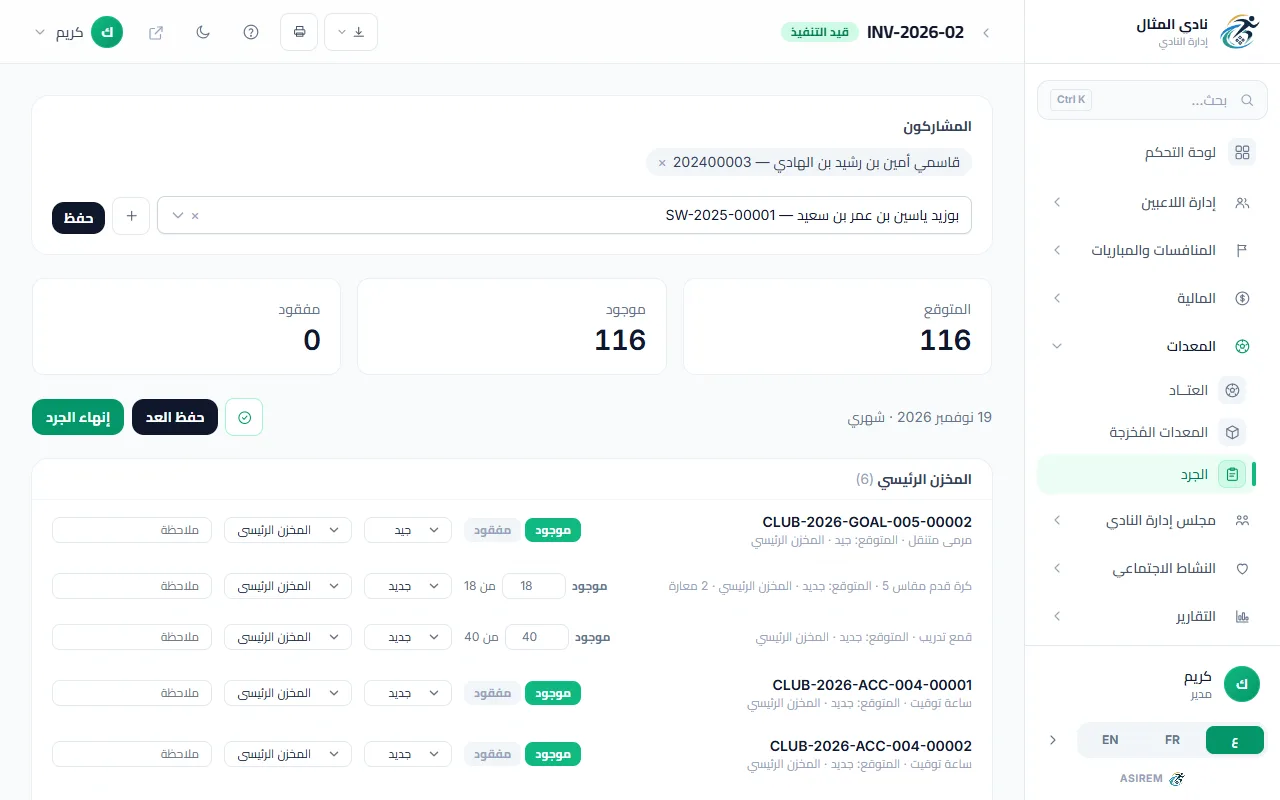 نادي المثال
إدارة النادي
بحث...
Ctrl K
لوحة التحكم
إدارة اللاعبين
المنافسات والمباريات
المالية
المعدات
العتــاد
المعدات المُخرجة
الجرد
مجلس إدارة النادي
النشاط الاجتماعي
التقارير
ك
كريم
مدير
ع
FR
EN
ASIREM
INV-2026-02
قيد التنفيذ
ك
كريم
المشاركون
قاسمي أمين بن رشيد بن الهادي — 202400003 ×
بوزيد ياسين بن عمر بن سعيد — SW-2025-00001 ×
+
حفظ
المتوقع
116
موجود
116
مفقود
0
19 نوفمبر 2026 · شهري
حفظ العد
إنهاء الجرد
المخزن الرئيسي (6)
CLUB-2026-GOAL-005-00002
مرمى متنقل · المتوقع: جيد · المخزن الرئيسي
موجود مفقود جيد المخزن الرئيسي ملاحظة
كرة قدم مقاس 5 · المتوقع: جديد · المخزن الرئيسي · 2 معارة
موجود 18 من 18 جديد المخزن الرئيسي ملاحظة
قمع تدريب · المتوقع: جديد · المخزن الرئيسي
موجود 40 من 40 جديد المخزن الرئيسي ملاحظة
CLUB-2026-ACC-004-00001
ساعة توقيت · المتوقع: جديد · المخزن الرئيسي
موجود مفقود جديد المخزن الرئيسي ملاحظة
CLUB-2026-ACC-004-00002
ساعة توقيت · المتوقع: جديد · المخزن الرئيسي
موجود مفقود جديد المخزن الرئيسي ملاحظة